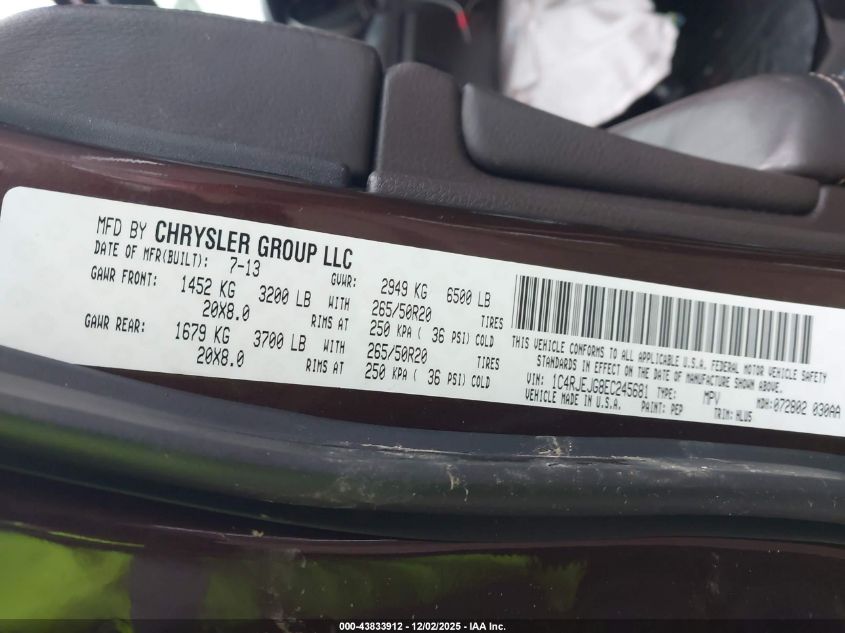 MFD BY CHRYSLER GROUP LLC
DATE OF MFR(BUILT): 7-13 GVWR: 2949 KG 6500 LB
GAWR FRONT: 1452 KG 3200 LB WITH 265/50R20 TIRES
20X8.0 RIMS AT 250 KPA ( 36 PSI) COLD
GAWR REAR: 1679 KG 3700 LB WITH 265/50R20 TIRES
20X8.0 RIMS AT 250 KPA ( 36 PSI) COLD
THIS VEHICLE CONFORMS TO ALL APPLICABLE U.S.A. FEDERAL MOTOR VEHICLE SAFETY
STANDARDS IN EFFECT ON THE DATE OF MANUFACTURE SHOWN ABOVE.
VIN: 1C4RJEJG8EC245681 TYPE: MPV MDH: 072802 030AA
VEHICLE MADE IN U.S.A. PAINT: PEP TRIM: HLU5
000-43833912 - 12/02/2025 - IAA Inc.